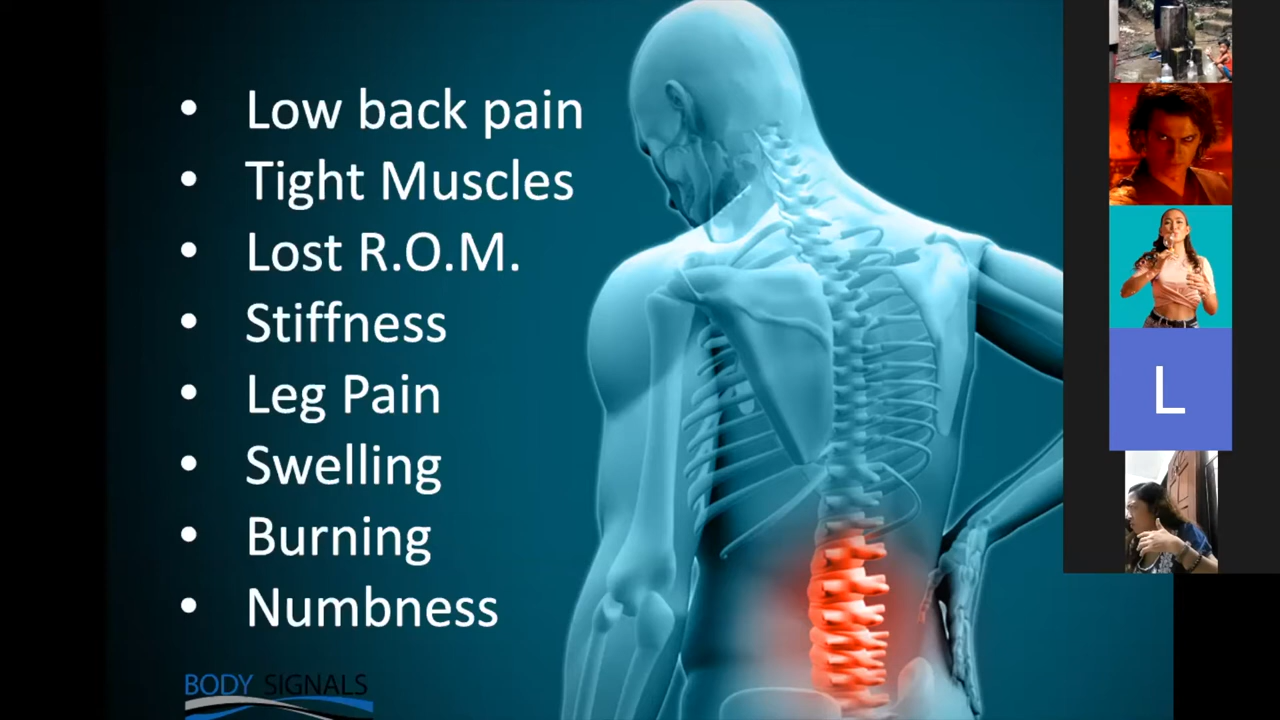 • Low back pain
• Tight Muscles
• Lost R.O.M.
• Stiffness
• Leg Pain
• Swelling
• Burning
• Numbness
BODY SIGNALS
L